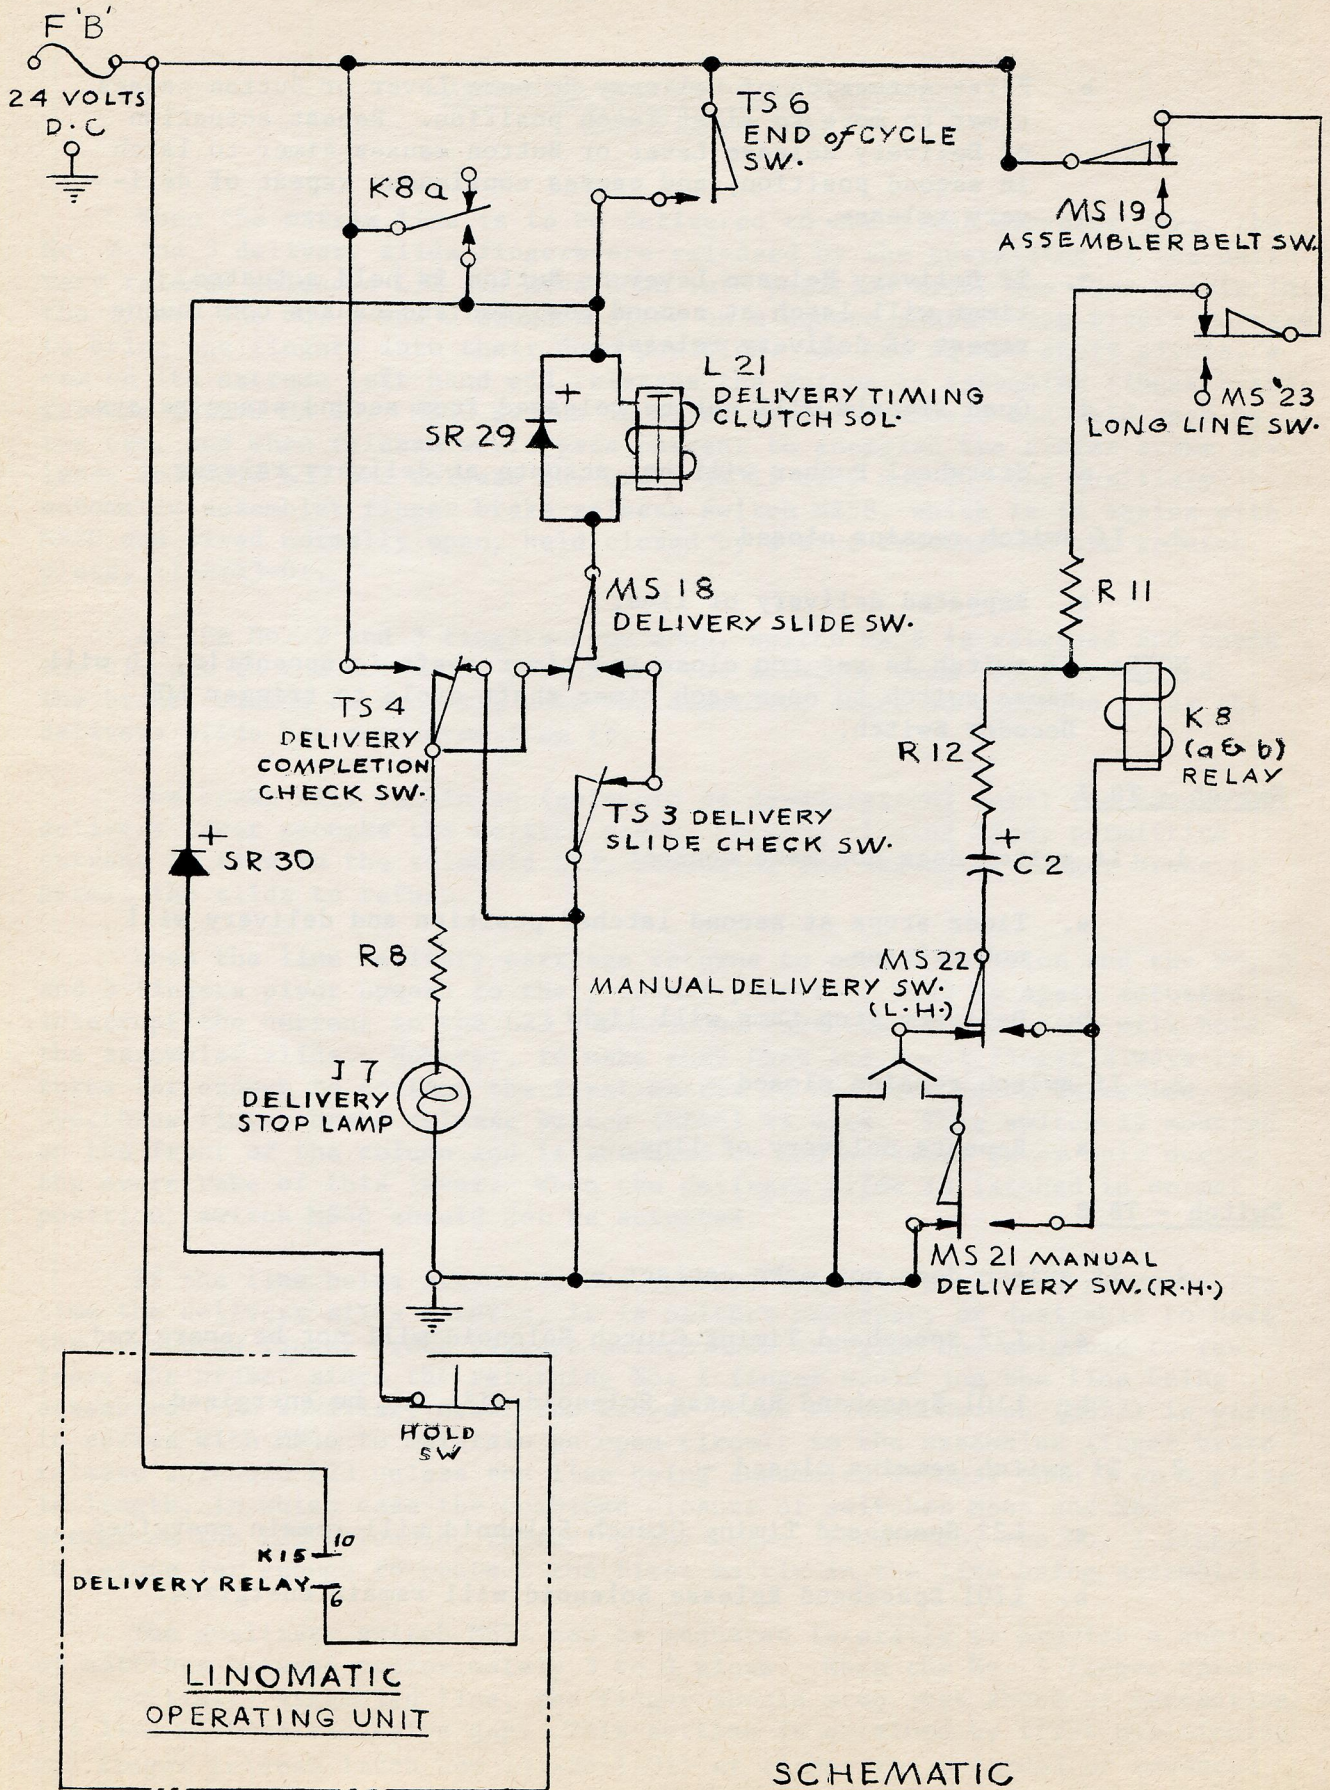 F 'B'
24 VOLTS
D·C
K8a
TS 6
END of CYCLE
SW·
MS 19
ASSEMBLER BELT SW.
MS 23
LONG LINE SW·
L 21
DELIVERY TIMING
CLUTCH SOL·
+
SR 29
MS 18
DELIVERY SLIDE SW.
R 11
TS 4
DELIVERY
COMPLETION
CHECK SW·
K 8
(a & b)
RELAY
R 12
TS 3 DELIVERY
SLIDE CHECK SW.
+
SR 30
+
C 2
R 8
MS 22
MANUAL DELIVERY SW.
(L·H·)
I 7
DELIVERY
STOP LAMP
MS 21 MANUAL
DELIVERY SW.(R·H·)
HOLD
SW
10
K15
DELIVERY RELAY
6
LINOMATIC
OPERATING UNIT
SCHEMATIC